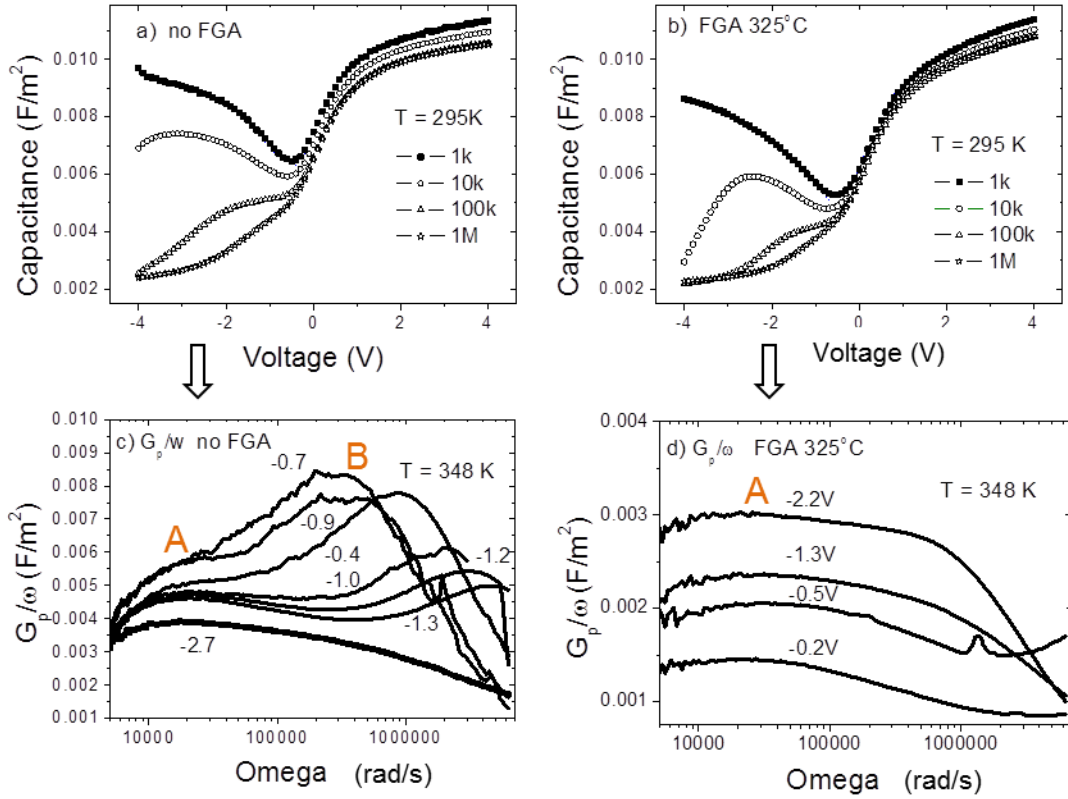 a) no FGA
Capacitance (F/m²)
0.010
0.008
0.006
0.004
0.002
T = 295K
1k
10k
100k
1M
-4
-2
0
2
4
Voltage (V)
b) FGA 325°C
Capacitance (F/m²)
0.010
0.008
0.006
0.004
0.002
T = 295 K
1k
10k
100k
1M
-4
-2
0
2
4
Voltage (V)
c) Gₚ/w no FGA
Gₚ/ω (F/m²)
0.010
0.009
0.008
0.007
0.006
0.005
0.004
0.003
0.002
0.001
T = 348 K
A
B
-0.7
-0.9
-0.4
-1.0
-1.2
-1.3
-2.7
10000
100000
1000000
Omega (rad/s)
d) Gₚ/ω FGA 325°C
Gₚ/ω (F/m²)
0.004
0.003
0.002
0.001
A
T = 348 K
-2.2V
-1.3V
-0.5V
-0.2V
10000
100000
1000000
Omega (rad/s)